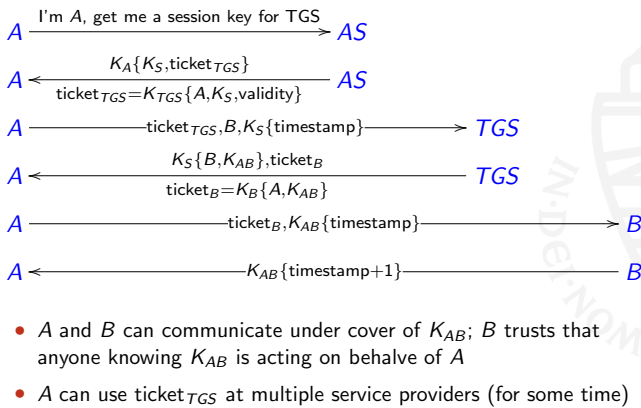 I'm A, get me a session key for TGS
A AS
K_A{K_S,ticket_TGS}
A AS
ticket_TGS=K_TGS{A,K_S,validity}
A ticket_TGS,B,K_S{timestamp} TGS
K_S{B,K_AB},ticket_B
A TGS
ticket_B=K_B{A,K_AB}
A ticket_B,K_AB{timestamp} B
A K_AB{timestamp+1} B
• A and B can communicate under cover of K_AB; B trusts that
anyone knowing K_AB is acting on behalve of A
• A can use ticket_TGS at multiple service providers (for some time)
IN·DEI·NO